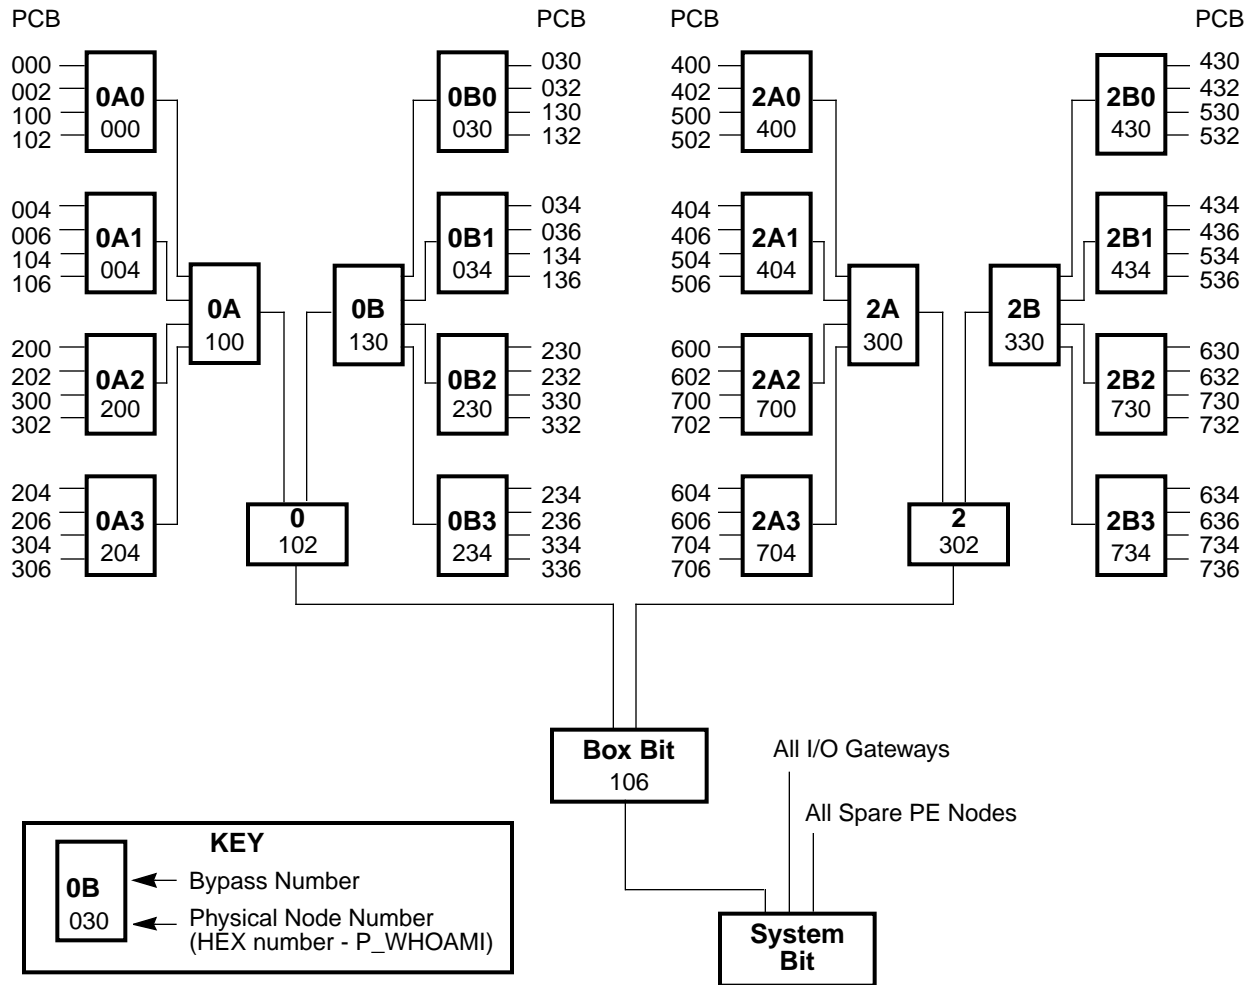 PCB PCB PCB PCB
000
002
100
102
0A0
000
004
006
104
106
0A1
004
200
202
300
302
0A2
200
204
206
304
306
0A3
204
0A
100
0B
130
0
102
0B0
030
030
032
130
132
0B1
034
034
036
134
136
0B2
230
230
232
330
332
0B3
234
234
236
334
336
400
402
500
502
2A0
400
404
406
504
506
2A1
404
600
602
700
702
2A2
700
604
606
704
706
2A3
704
2A
300
2B
330
2
302
2B0
430
430
432
530
532
2B1
434
434
436
534
536
2B2
730
630
632
730
732
2B3
734
634
636
734
736
Box Bit
106
All I/O Gateways
All Spare PE Nodes
System
Bit
KEY
0B
030
Bypass Number
Physical Node Number
(HEX number - P_WHOAMI)